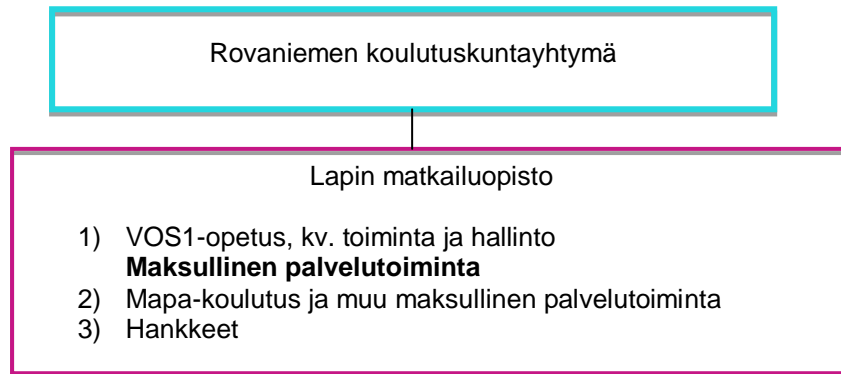 Rovaniemen koulutuskuntayhtymä
Lapin matkailuopisto
1) VOS1-opetus, kv. toiminta ja hallinto
Maksullinen palvelutoiminta
2) Mapa-koulutus ja muu maksullinen palvelutoiminta
3) Hankkeet